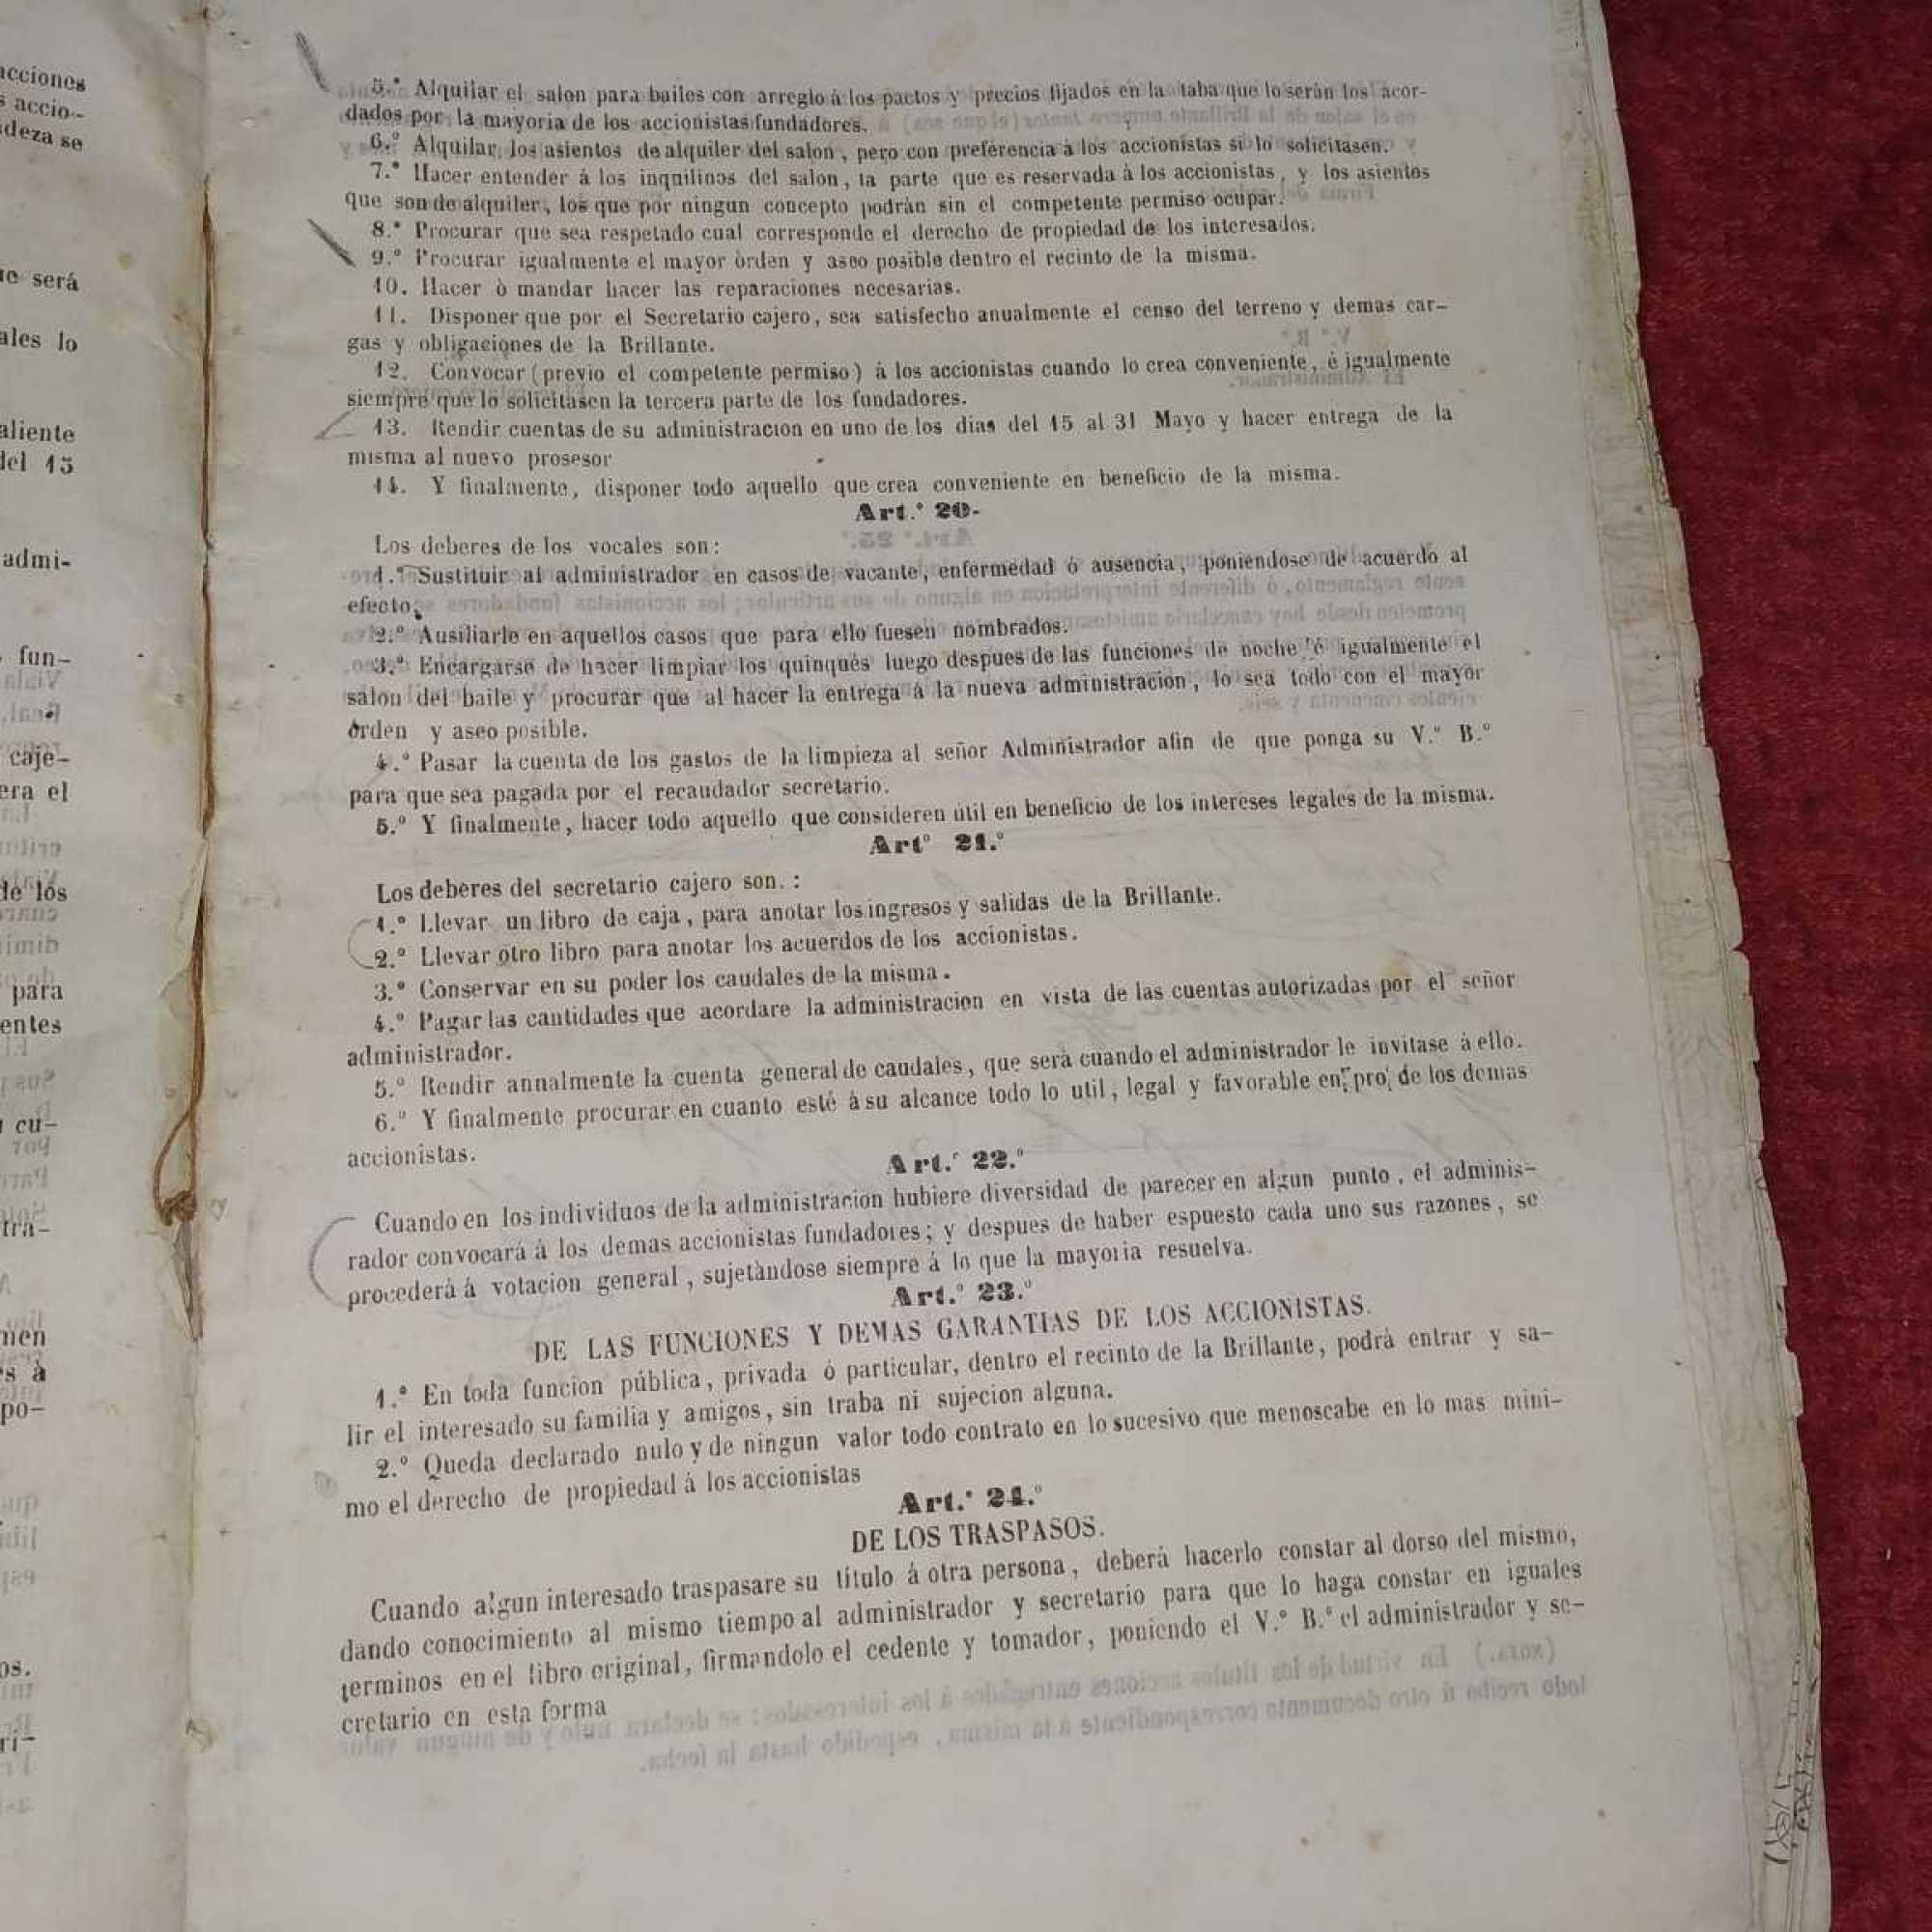 acciones
s accio-
deza se
será
ales lo
aliente
del 15
admi-
fun-
caje-
era el
de los
para
entes
cu-
tra-
men
s à
po-
os.
ri-
5.° Alquilar el salon para bailes con arreglo á los pactos y precios fijados en la taba que lo serán los acor-
dados por la mayoria de los accionistas fundadores.
6.° Alquilar los asientos de alquiler del salon, pero con preferencia à los accionistas si lo solicitasen.
7.° Hacer entender á los inquilinos del salon, la parte que es reservada à los accionistas, y los asientos
que son de alquiler, los que por ningun concepto podrán sin el competente permiso ocupar.
8.° Procurar que sea respetado cual corresponde el derecho de propiedad de los interesados.
9.° Procurar igualmente el mayor òrden y aseo posible dentro el recinto de la misma.
10. Hacer ò mandar hacer las reparaciones necesarias.
11. Disponer que por el Secretario cajero, sea satisfecho anualmente el censo del terreno y demas car-
gas y obligaciones de la Brillante.
12. Convocar (previo el competente permiso) à los accionistas cuando lo crea conveniente, é igualmente
siempre que lo solicitasen la tercera parte de los fundadores.
13. Rendir cuentas de su administracion en uno de los dias del 15 al 31 Mayo y hacer entrega de la
misma al nuevo prosesor
14. Y finalmente, disponer todo aquello que crea conveniente en beneficio de la misma.
Art.° 20-
Los deberes de los vocales son:
1.° Sustituir al administrador en casos de vacante, enfermedad ó ausencia, poniendose de acuerdo al
efecto.
2.° Ausiliarle en aquellos casos que para ello fuesen nombrados.
3.° Encargarse de hacer limpiar los quinqués luego despues de las funciones de noche é igualmente el
salon del baile y procurar que al hacer la entrega á la nueva administracion, lo sea todo con el mayor
òrden y aseo posible.
4.° Pasar la cuenta de los gastos de la limpieza al señor Administrador afin de que ponga su V.° B.°
para que sea pagada por el recaudador secretario.
5.° Y finalmente, hacer todo aquello que consideren útil en beneficio de los intereses legales de la misma.
Art° 21.°
Los deberes del secretario cajero son. :
1.° Llevar un libro de caja, para anotar los ingresos y salidas de la Brillante.
2.° Llevar otro libro para anotar los acuerdos de los accionistas.
3.° Conservar en su poder los caudales de la misma.
4.° Pagar las cantidades que acordare la administracion en vista de las cuentas autorizadas por el señor
administrador.
5.° Rendir annalmente la cuenta general de caudales, que serà cuando el administrador le invitase á ello.
6.° Y finalmente procurar en cuanto esté á su alcance todo lo util, legal y favorable en pro de los demas
accionistas.
Art.° 22.°
Cuando en los individuos de la administracion hubiere diversidad de parecer en algun punto, el adminis-
rador convocará à los demas accionistas fundadores; y despues de haber espuesto cada uno sus razones, se
procederá á votacion general, sujetàndose siempre á lo que la mayoria resuelva.
Art.° 23.°
DE LAS FUNCIONES Y DEMAS GARANTIAS DE LOS ACCIONISTAS.
1.° En toda funcion pública, privada ó particular, dentro el recinto de la Brillante, podrà entrar y sa-
lir el interesado su familia y amigos, sin traba ni sujecion alguna.
2.° Queda declarado nulo y de ningun valor todo contrato en lo sucesivo que menoscabe en lo mas mini-
mo el derecho de propiedad á los accionistas
Art.° 24.°
DE LOS TRASPASOS.
Cuando algun interesado traspasare su título á otra persona, deberá hacerlo constar al dorso del mismo,
dando conocimiento al mismo tiempo al administrador y secretario para que lo haga constar en iguales
terminos en el libro original, firmandolo el cedente y tomador, poniendo el V.° B.° el administrador y se-
cretario en esta forma